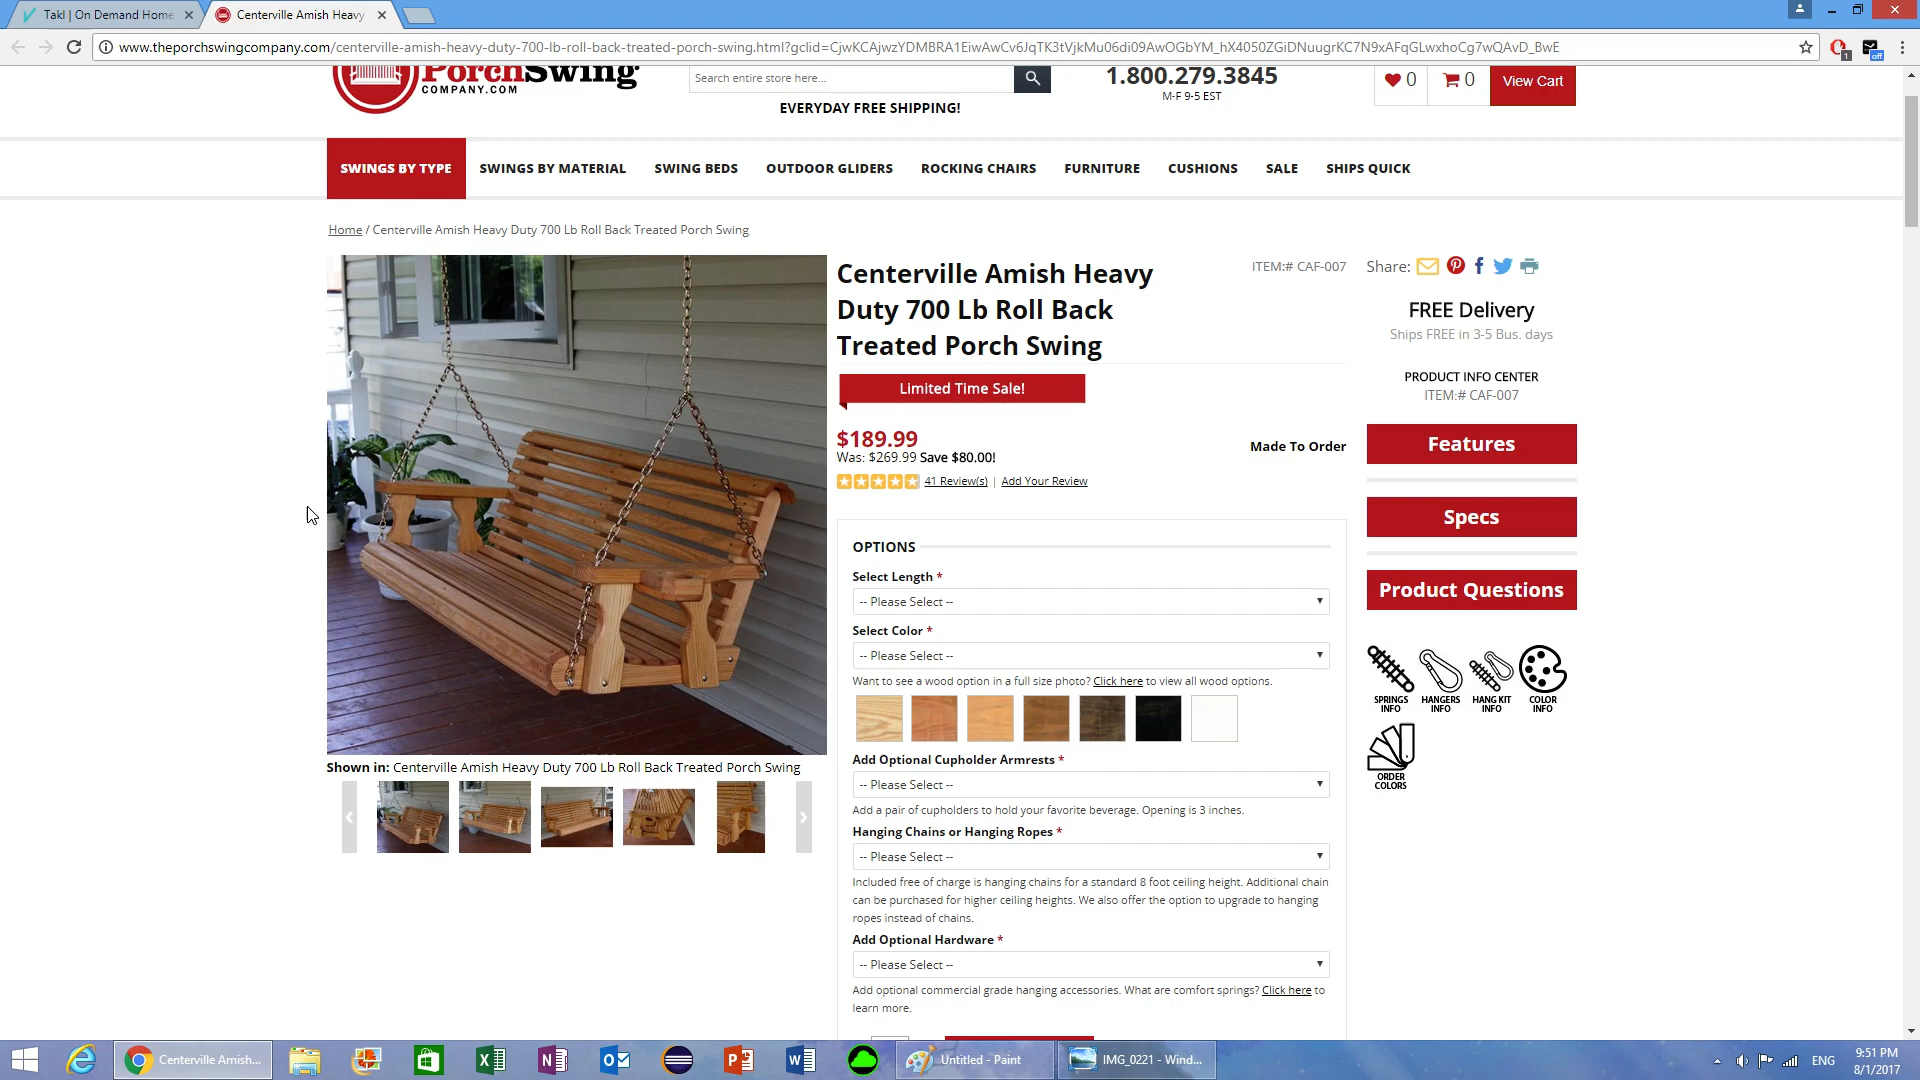 Takl | On Demand Home
Centerville Amish Heavy
www.theporchswingcompany.com/centerville-amish-heavy-duty-700-lb-roll-back-treated-porch-swing.html?gclid=CjwKCAjwzYDMBRA1EiwAwCv6JqTK3tVjkMu06di09AwOGbYM_hX4050ZGiDNuugrKC7N9xAFqGLwxhoCg7wQAvD_BwE
1
off
PorchSwing
COMPANY.COM
Search entire store here...
EVERYDAY FREE SHIPPING!
1.800.279.3845
M-F 9-5 EST
0
0
View Cart
SWINGS BY TYPE
SWINGS BY MATERIAL
SWING BEDS
OUTDOOR GLIDERS
ROCKING CHAIRS
FURNITURE
CUSHIONS
SALE
SHIPS QUICK
Home / Centerville Amish Heavy Duty 700 Lb Roll Back Treated Porch Swing
Centerville Amish Heavy
Duty 700 Lb Roll Back
Treated Porch Swing
ITEM:# CAF-007
Limited Time Sale!
$189.99
Was: $269.99 Save $80.00!
Made To Order
41 Review(s) | Add Your Review
OPTIONS
Select Length *
-- Please Select --
Select Color *
-- Please Select --
Want to see a wood option in a full size photo? Click here to view all wood options.
Add Optional Cupholder Armrests *
-- Please Select --
Add a pair of cupholders to hold your favorite beverage. Opening is 3 inches.
Hanging Chains or Hanging Ropes *
-- Please Select --
Included free of charge is hanging chains for a standard 8 foot ceiling height. Additional chain
can be purchased for higher ceiling heights. We also offer the option to upgrade to hanging
ropes instead of chains.
Add Optional Hardware *
-- Please Select --
Add optional commercial grade hanging accessories. What are comfort springs? Click here to
learn more.
Share:
FREE Delivery
Ships FREE in 3-5 Bus. days
PRODUCT INFO CENTER
ITEM:# CAF-007
Features
Specs
Product Questions
SPRINGS
INFO
HANGERS
INFO
HANG KIT
INFO
COLOR
INFO
ORDER
COLORS
Shown in: Centerville Amish Heavy Duty 700 Lb Roll Back Treated Porch Swing
Centerville Amish...
Untitled - Paint
IMG_0221 - Wind...
ENG
9:51 PM
8/1/2017